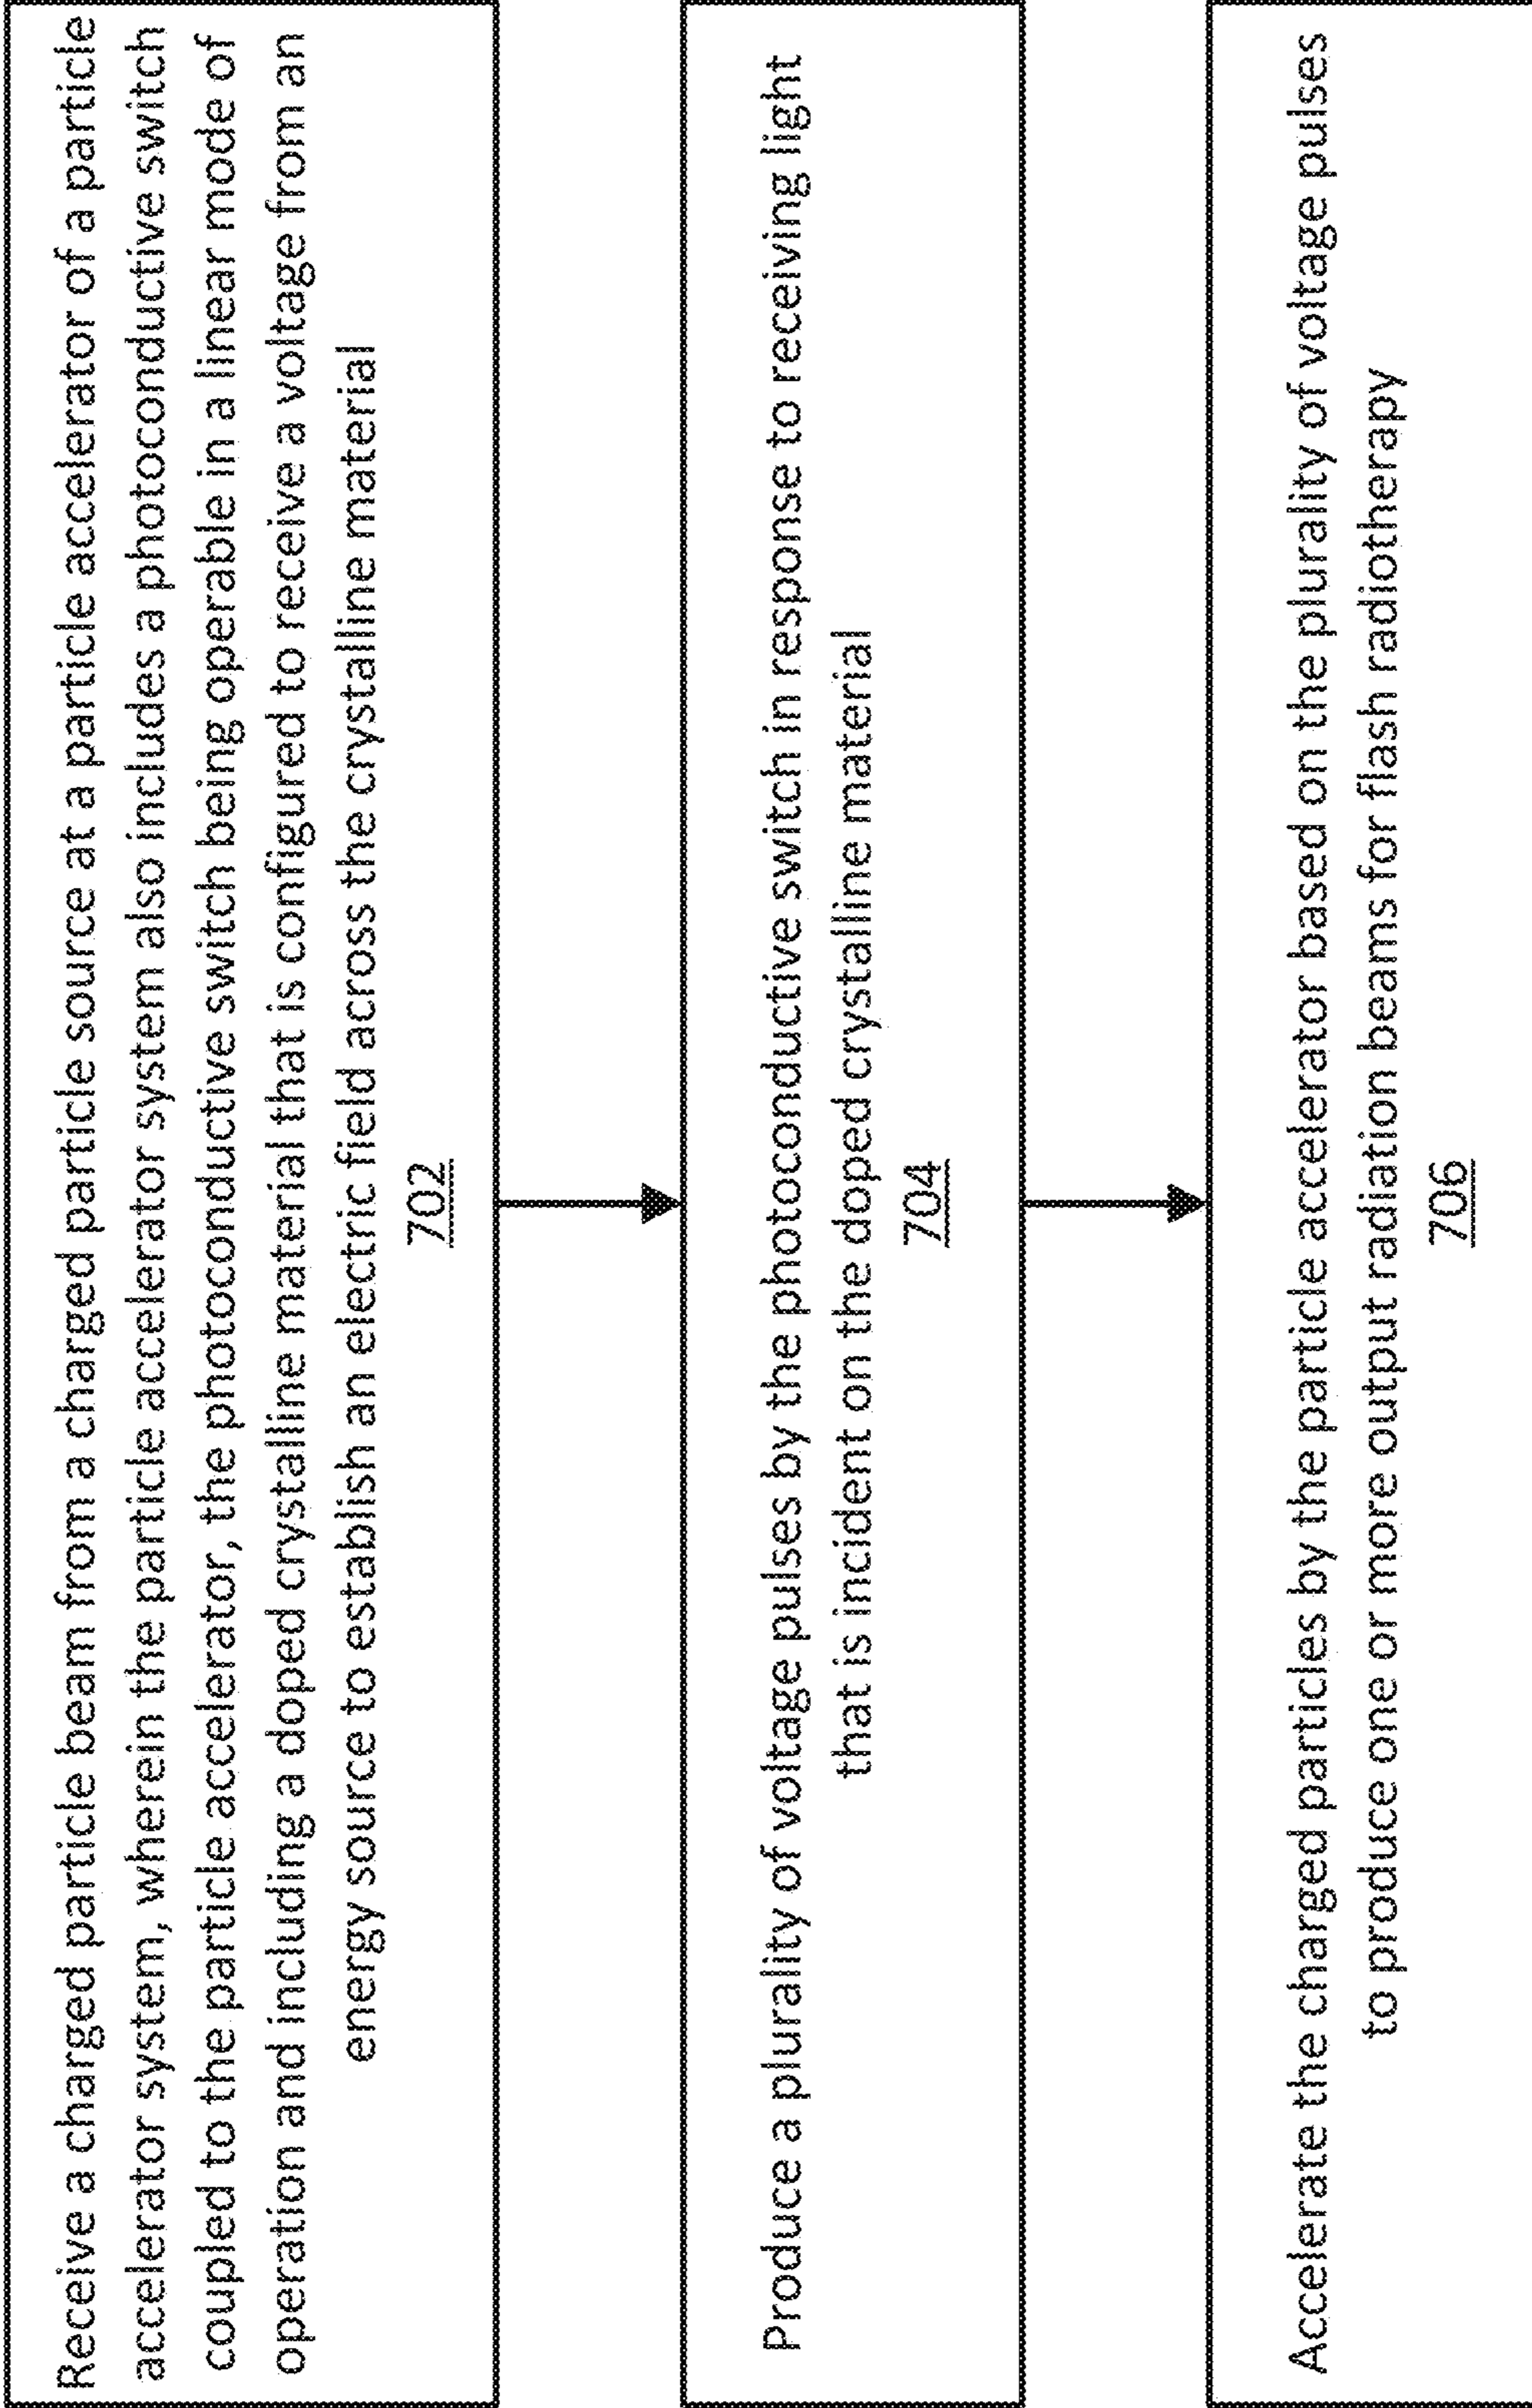 Receive a charged particle beam from a charged particle source at a particle accelerator of a particle
accelerator system, wherein the particle accelerator system also includes a photoconductive switch
coupled to the particle accelerator, the photoconductive switch being operable in a linear mode of
operation and including a doped crystalline material that is configured to receive a voltage from an
energy source to establish an electric field across the crystalline material
702
Produce a plurality of voltage pulses by the photoconductive switch in response to receiving light
that is incident on the doped crystalline material
704
Accelerate the charged particles by the particle accelerator based on the plurality of voltage pulses
to produce one or more output radiation beams for flash radiotherapy
706